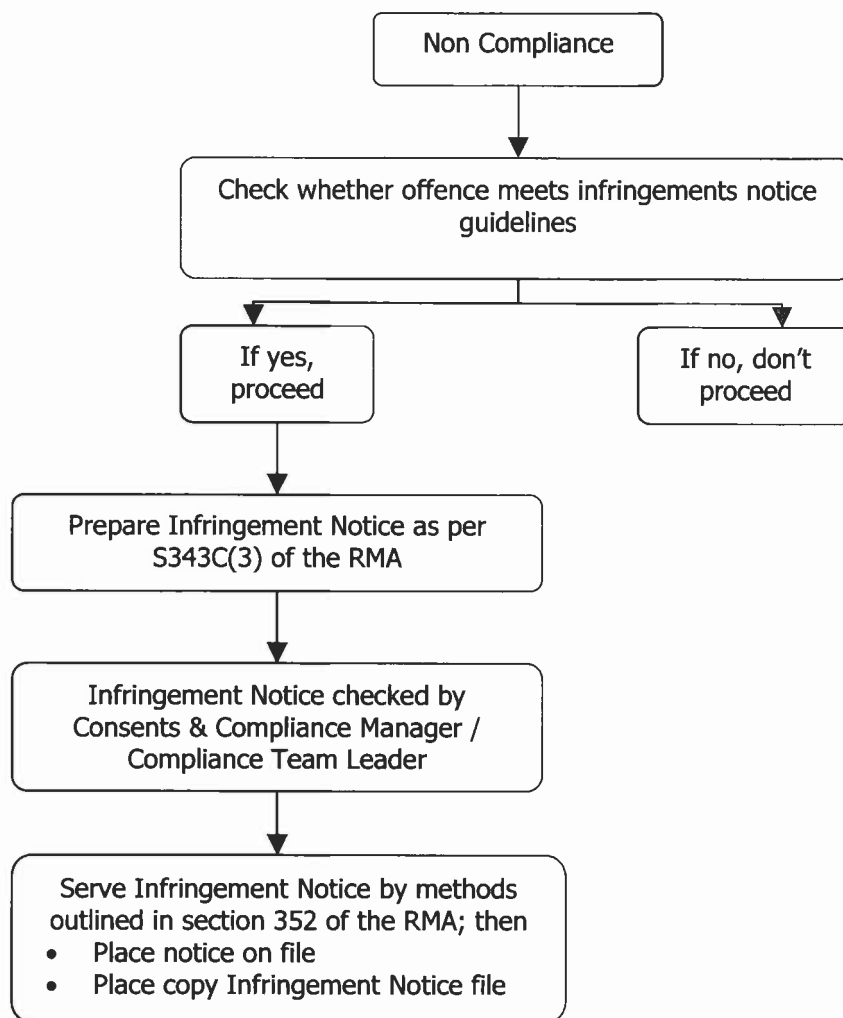 Non Compliance
Check whether offence meets infringements notice
guidelines
If yes,
proceed
If no, don't
proceed
Prepare Infringement Notice as per
S343C(3) of the RMA
Infringement Notice checked by
Consents & Compliance Manager /
Compliance Team Leader
Serve Infringement Notice by methods
outlined in section 352 of the RMA; then
• Place notice on file
• Place copy Infringement Notice file